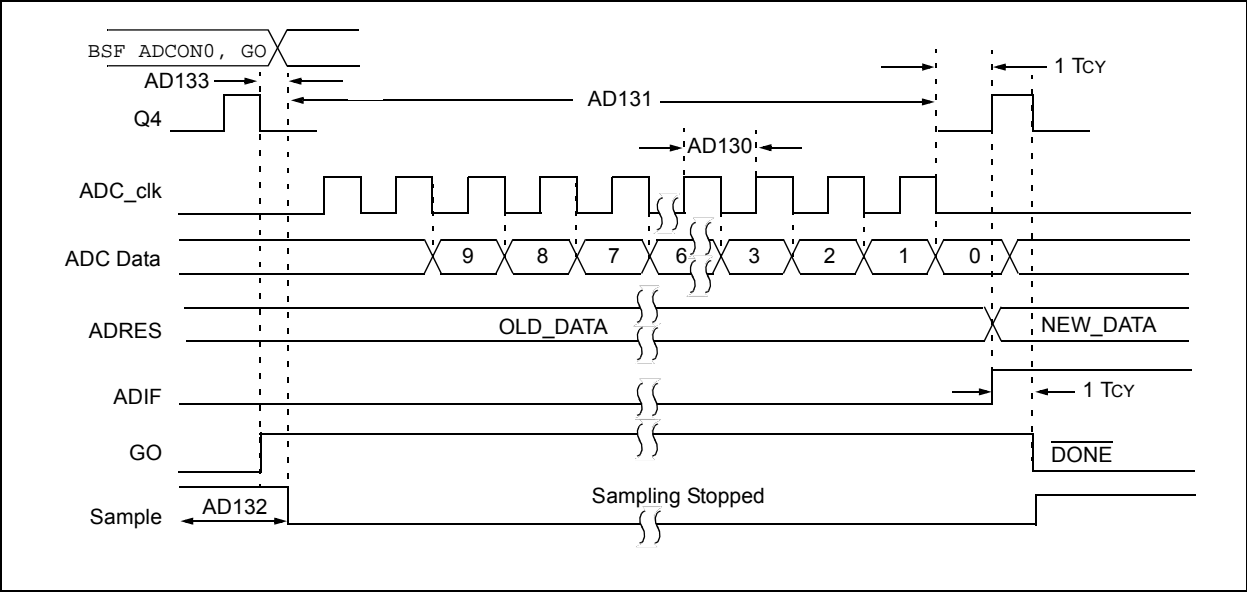 BSF ADCON0, GO
AD133
1 TCY
AD131
Q4
AD130
ADC_clk
ADC Data 9 8 7 6 3 2 1 0
ADRES OLD_DATA NEW_DATA
ADIF 1 TCY
GO DONE
Sampling Stopped
AD132
Sample